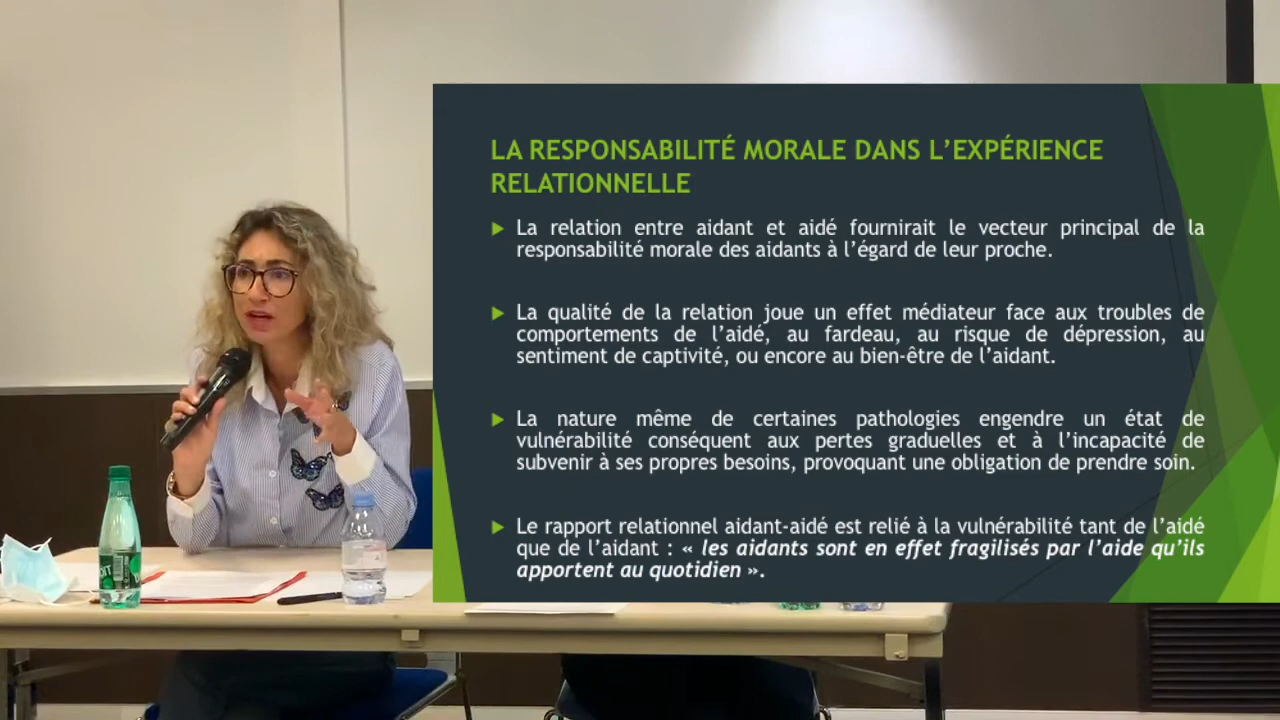 LA RESPONSABILITÉ MORALE DANS L'EXPÉRIENCE
RELATIONNELLE
La relation entre aidant et aidé fournirait le vecteur principal de la
responsabilité morale des aidants à l'égard de leur proche.
La qualité de la relation joue un effet médiateur face aux troubles de
comportements de l'aidé, au fardeau, au risque de dépression, au
sentiment de captivité, ou encore au bien-être de l'aidant.
La nature même de certaines pathologies engendre un état de
vulnérabilité conséquent aux pertes graduelles et à l'incapacité de
subvenir à ses propres besoins, provoquant une obligation de prendre soin.
Le rapport relationnel aidant-aidé est relié à la vulnérabilité tant de l'aidé
que de l'aidant : « les aidants sont en effet fragilisés par l'aide qu'ils
apportent au quotidien ».